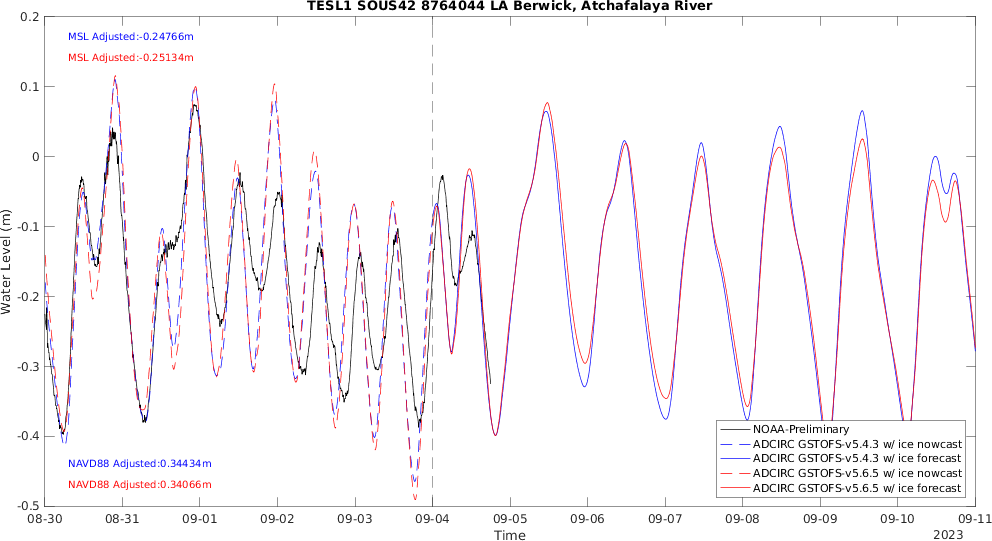 TESL1 SOUS42 8764044 LA Berwick, Atchafalaya River
MSL Adjusted:-0.24766m
MSL Adjusted:-0.25134m
0.2
0.1
0
-0.1
-0.2
-0.3
-0.4
-0.5
Water Level (m)
NAVD88 Adjusted:0.34434m
NAVD88 Adjusted:0.34066m
NOAA-Preliminary
ADCIRC GSTOFS-v5.4.3 w/ ice nowcast
ADCIRC GSTOFS-v5.4.3 w/ ice forecast
ADCIRC GSTOFS-v5.6.5 w/ ice nowcast
ADCIRC GSTOFS-v5.6.5 w/ ice forecast
08-30 08-31 09-01 09-02 09-03 09-04 09-05 09-06 09-07 09-08 09-09 09-10 09-11
Time
2023